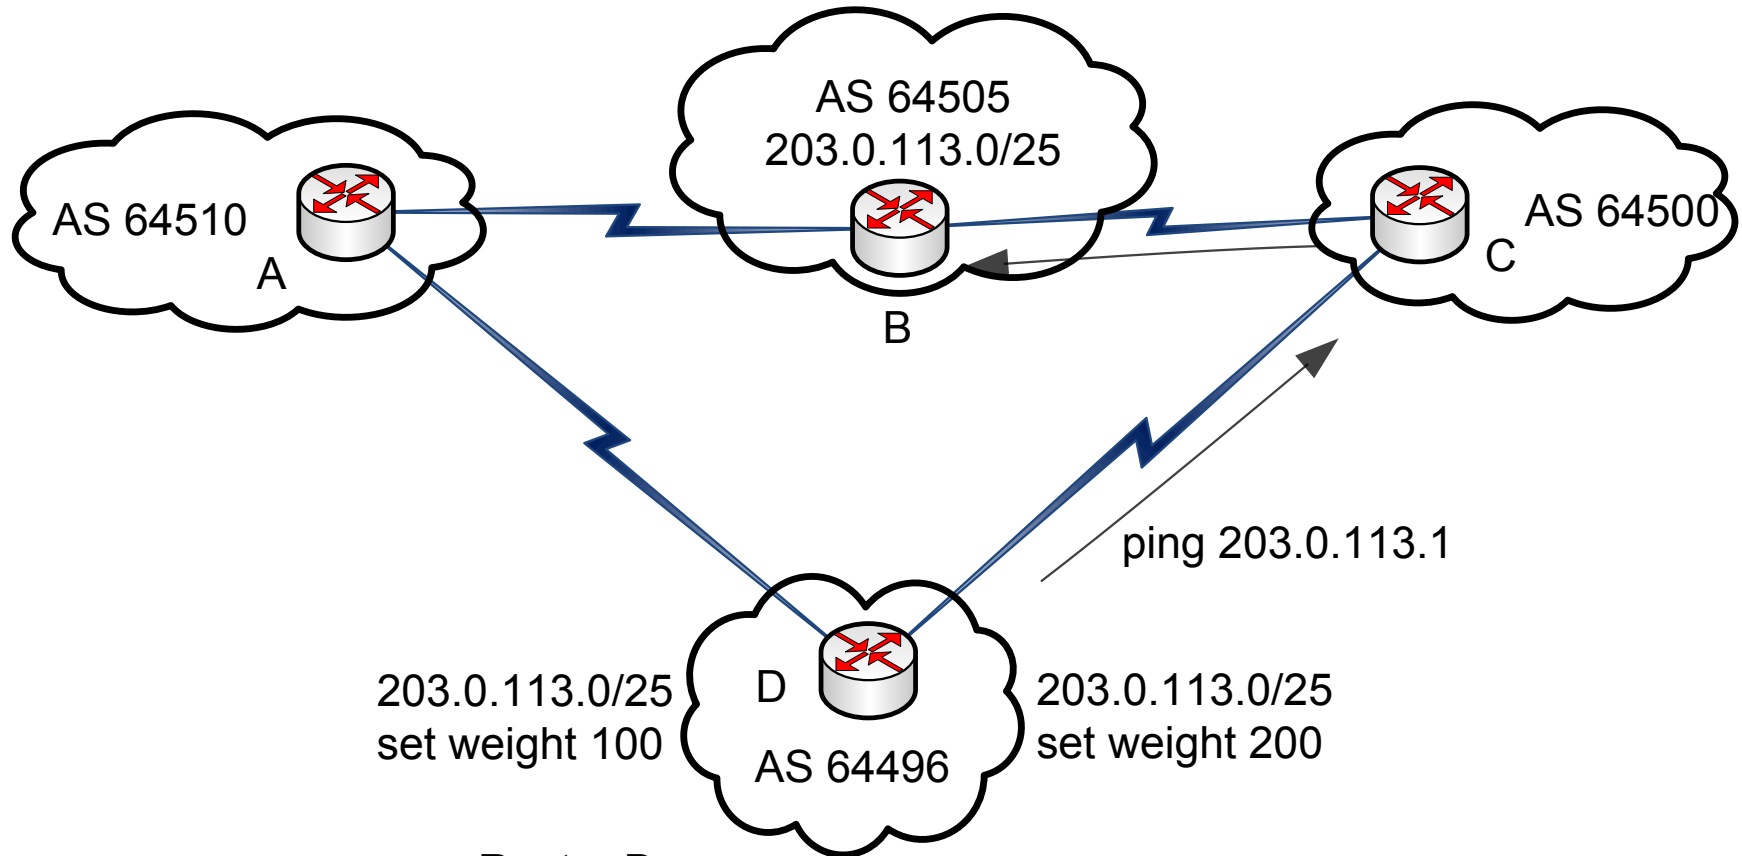 AS 64505
203.0.113.0/25
AS 64510
AS 64500
A
C
B
ping 203.0.113.1
203.0.113.0/25
set weight 100
D
203.0.113.0/25
set weight 200
AS 64496